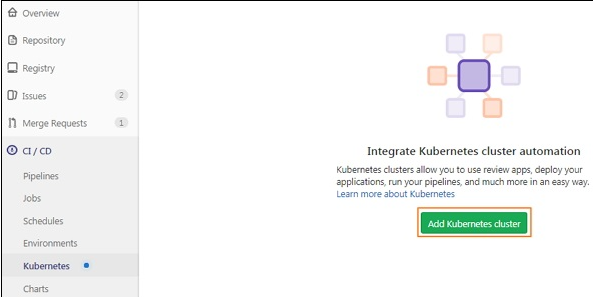 Overview
Repository
Registry
Issues 2
Merge Requests 1
CI / CD
Pipelines
Jobs
Schedules
Environments
Kubernetes
Charts
Integrate Kubernetes cluster automation
Kubernetes clusters allow you to use review apps, deploy your
applications, run your pipelines, and much more in an easy way.
Learn more about Kubernetes
Add Kubernetes cluster